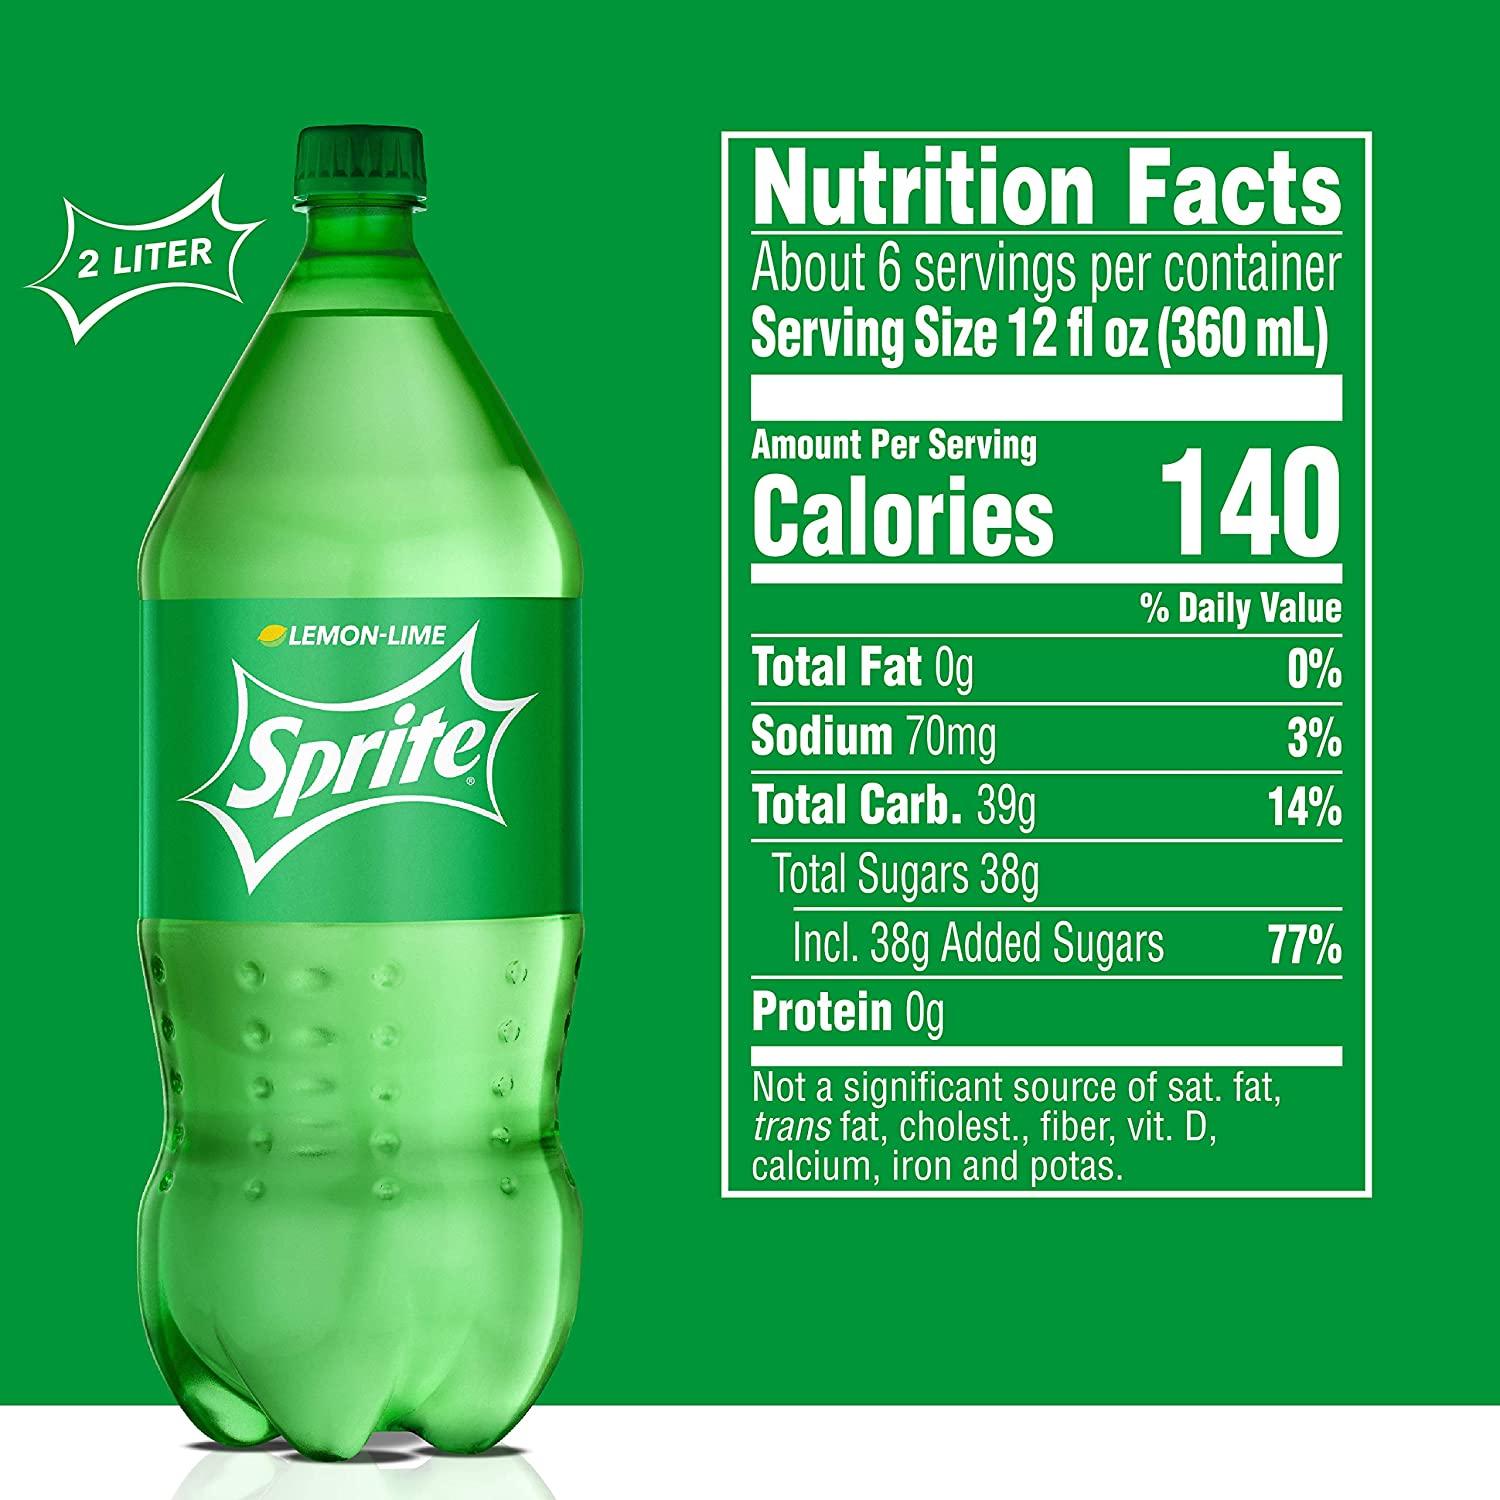 2 LITER
LEMON-LIME
Sprite®
Nutrition Facts
About 6 servings per container
Serving Size 12 fl oz (360 mL)
Amount Per Serving
Calories 140
% Daily Value
Total Fat 0g 0%
Sodium 70mg 3%
Total Carb. 39g 14%
Total Sugars 38g
Incl. 38g Added Sugars 77%
Protein 0g
Not a significant source of sat. fat,
trans fat, cholest., fiber, vit. D,
calcium, iron and potas.